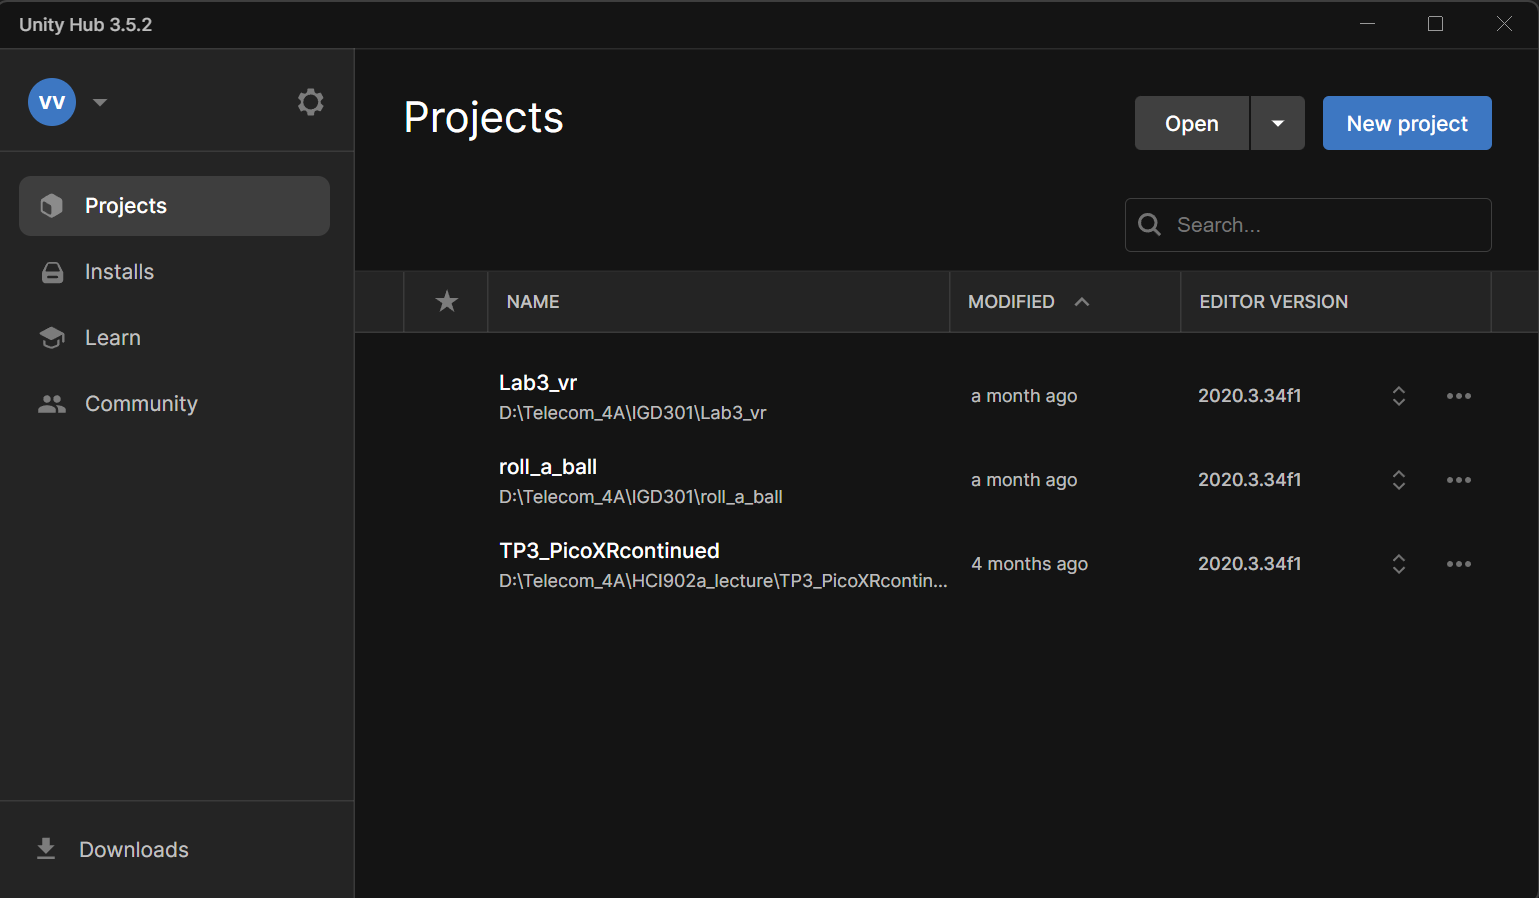 Unity Hub 3.5.2
VV
Projects
Installs
Learn
Community
Downloads
Projects
Open
New project
Search...
NAME
MODIFIED
EDITOR VERSION
Lab3_vr
D:\Telecom_4A\IGD301\Lab3_vr
a month ago
2020.3.34f1
roll_a_ball
D:\Telecom_4A\IGD301\roll_a_ball
a month ago
2020.3.34f1
TP3_PicoXRcontinued
D:\Telecom_4A\HCI902a_lecture\TP3_PicoXRcontin...
4 months ago
2020.3.34f1